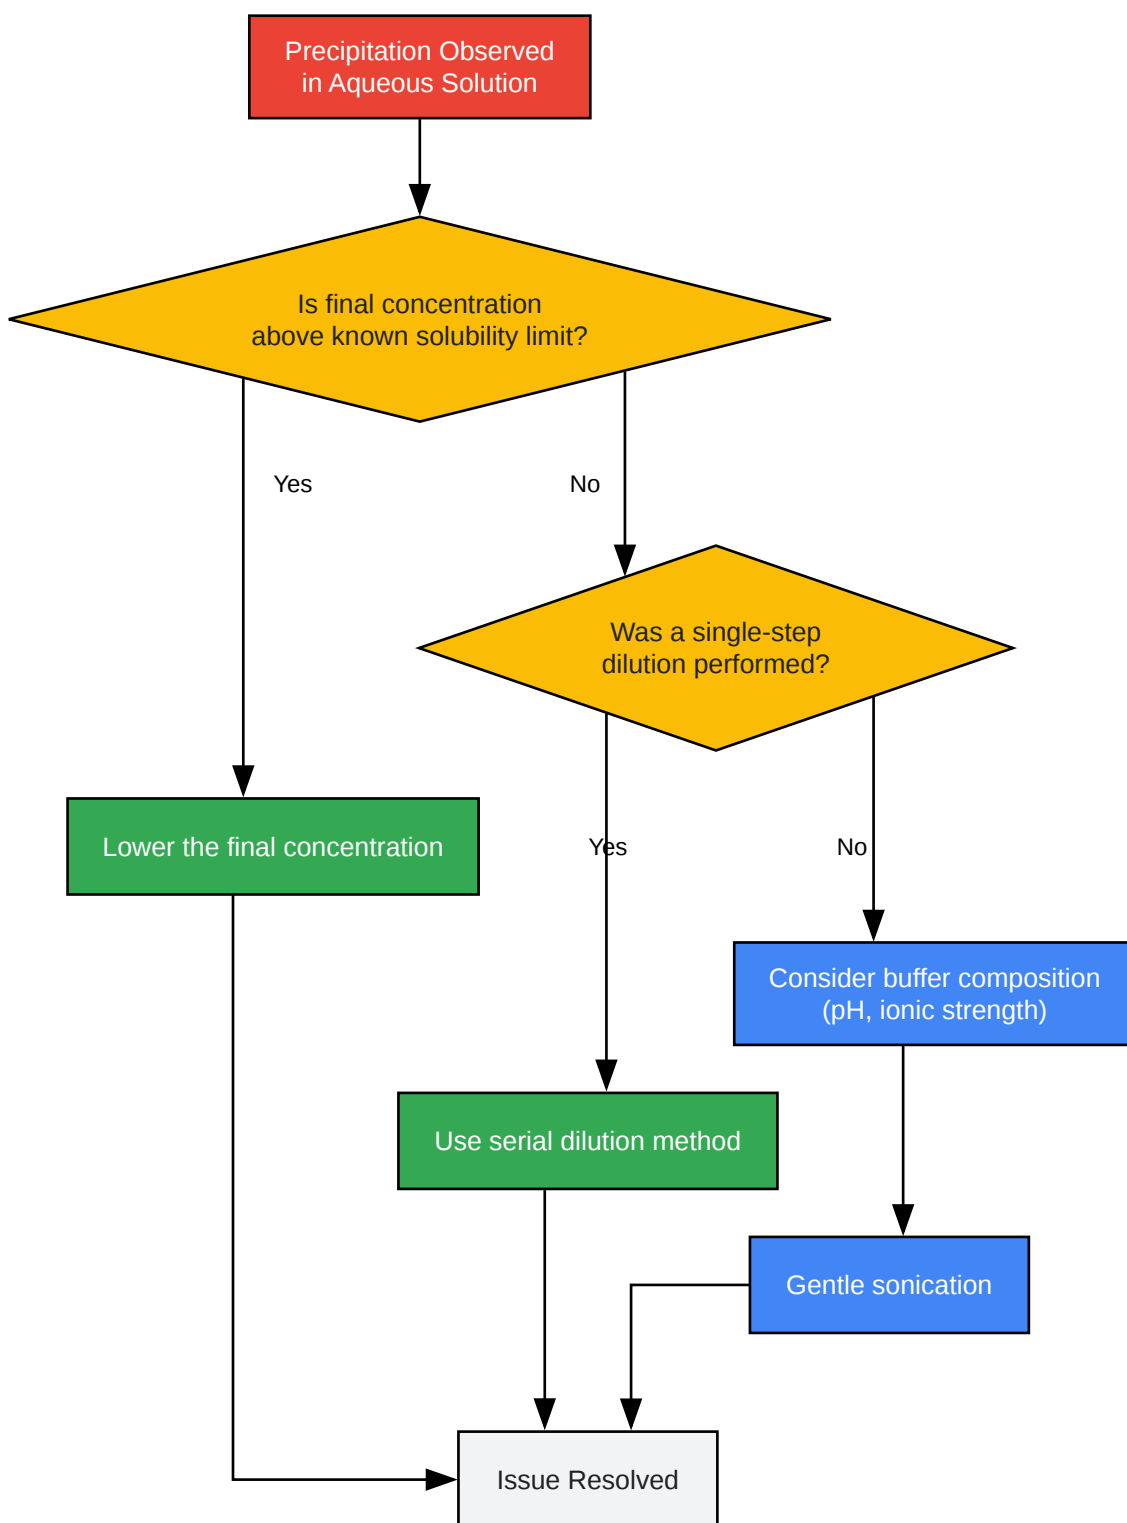 Precipitation Observed
in Aqueous Solution
Is final concentration
above known solubility limit?
Yes
No
Was a single-step
dilution performed?
Lower the final concentration
Yes
No
Consider buffer composition
(pH, ionic strength)
Use serial dilution method
Gentle sonication
Issue Resolved